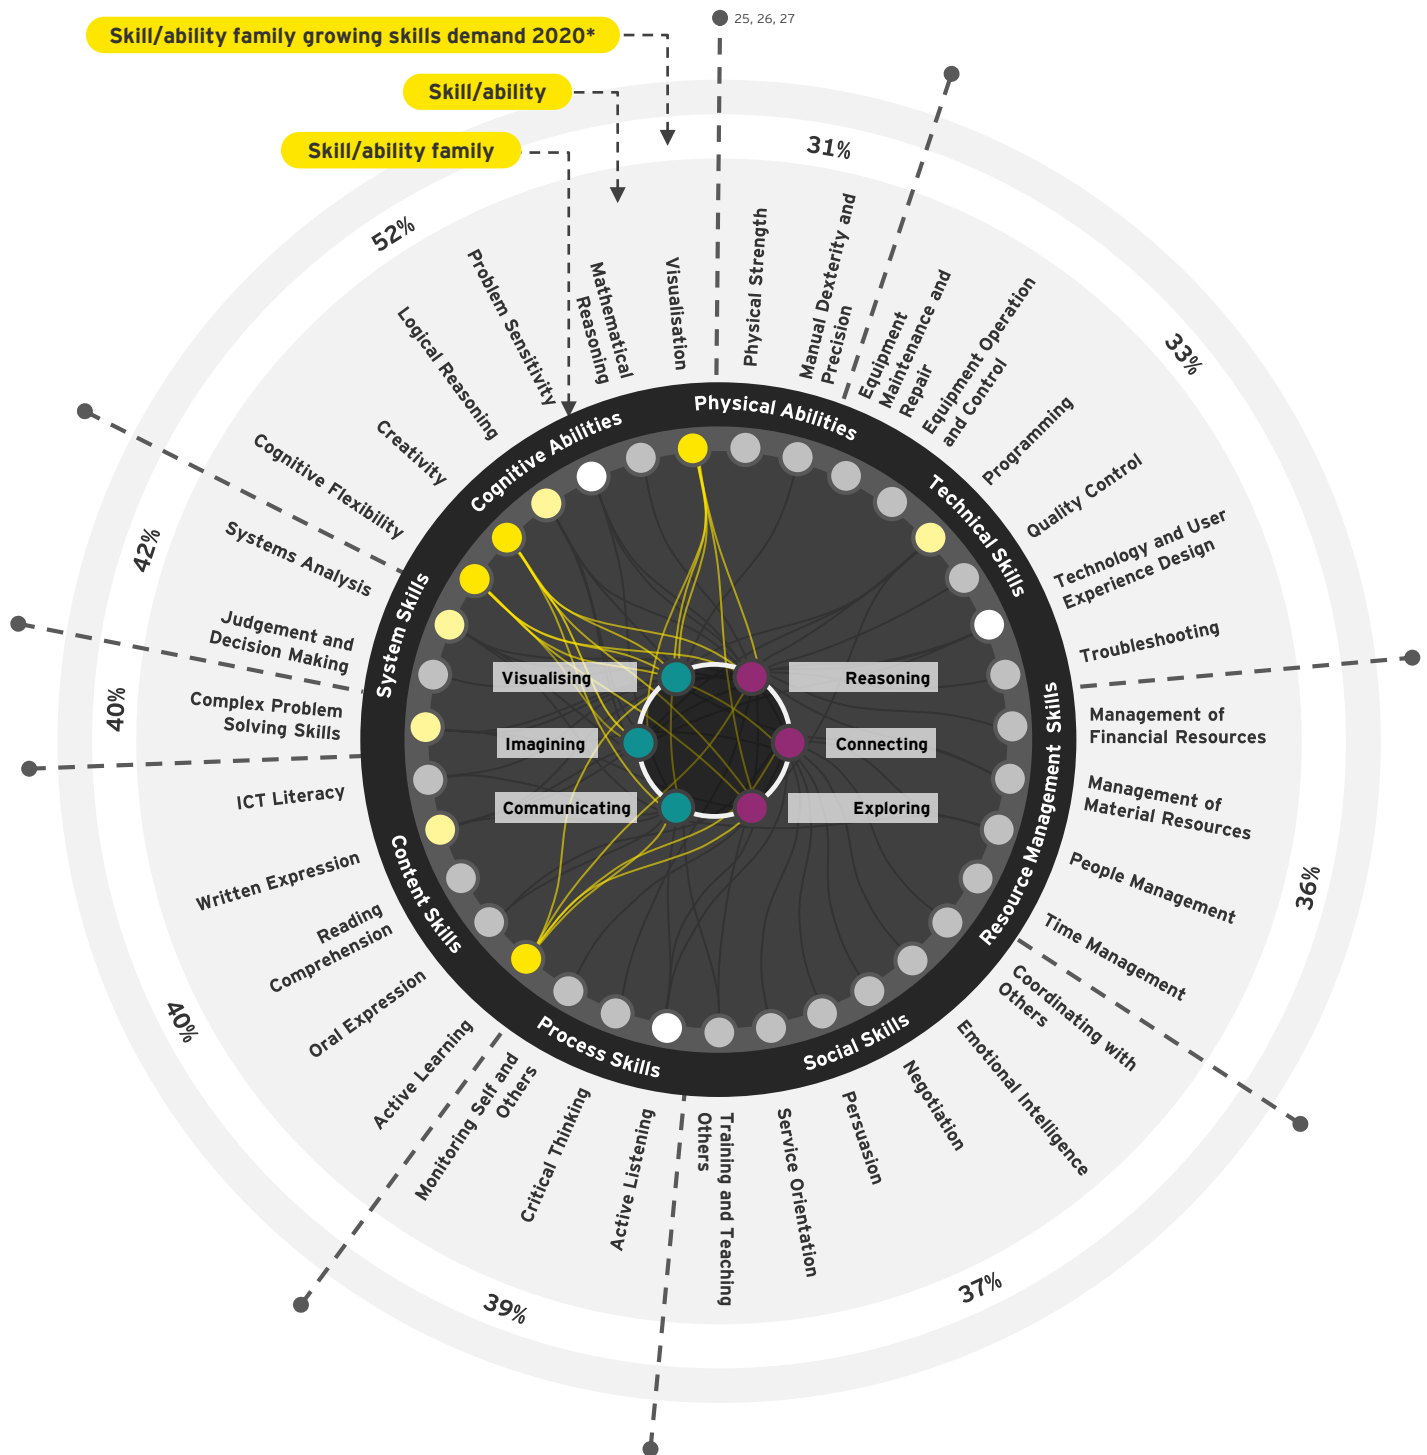 25, 26, 27
Skill/ability family growing skills demand 2020*
Skill/ability
Skill/ability family
31%
33%
36%
37%
39%
40%
40%
42%
52%
Physical Abilities
Physical Strength
Manual Dexterity and
Precision
Technical Skills
Equipment
Maintenance and
Repair
Equipment Operation
and Control
Programming
Quality Control
Technology and User
Experience Design
Troubleshooting
Resource Management Skills
Management of
Financial Resources
Management of
Material Resources
People Management
Time Management
Social Skills
Coordinating with
Others
Emotional Intelligence
Negotiation
Persuasion
Service Orientation
Training and Teaching
Others
Process Skills
Active Listening
Critical Thinking
Monitoring Self and
Others
Content Skills
Active Learning
Oral Expression
Reading
Comprehension
Written Expression
ICT Literacy
Complex Problem
Solving Skills
System Skills
Judgement and
Decision Making
Systems Analysis
Cognitive Abilities
Cognitive Flexibility
Creativity
Logical Reasoning
Problem Sensitivity
Mathematical
Reasoning
Visualisation
Visualising
Reasoning
Imagining
Connecting
Communicating
Exploring